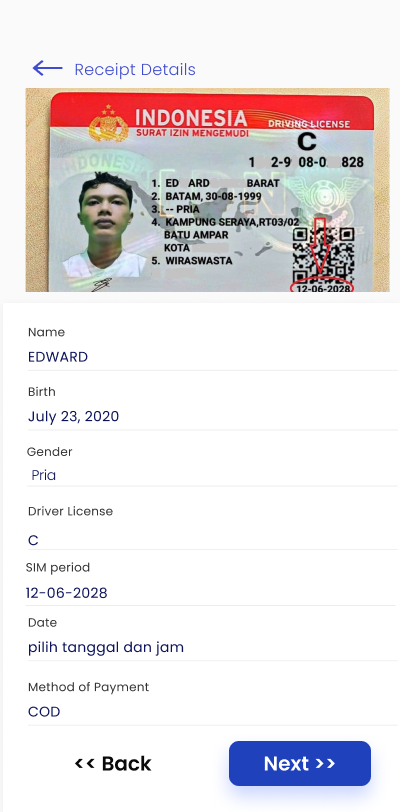 Receipt Details
INDONESIA
SURAT IZIN MENGEMUDI
DRIVING LICENSE
C
1 2-9 08-0 828
1. ED ARD BARAT
2. BATAM, 30-08-1999
3. -- PRIA
4. KAMPUNG SERAYA,RT03/02
BATU AMPAR
KOTA
5. WIRASWASTA
12-06-2028
Name
EDWARD
Birth
July 23, 2020
Gender
Pria
Driver License
C
SIM period
12-06-2028
Date
pilih tanggal dan jam
Method of Payment
COD
<< Back
Next >>